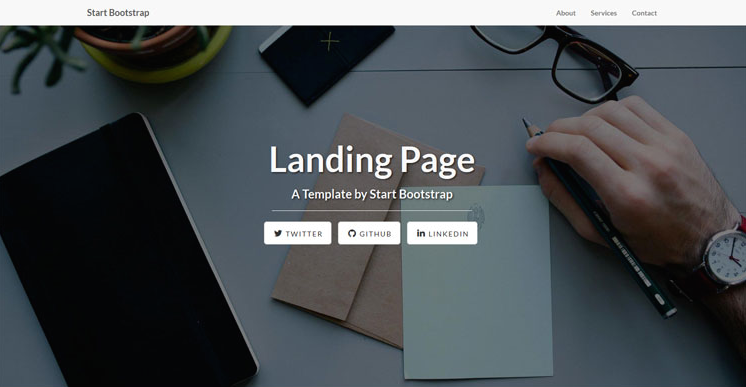 Start Bootstrap
About Services Contact
Landing Page
A Template by Start Bootstrap
TWITTER GITHUB LINKEDIN